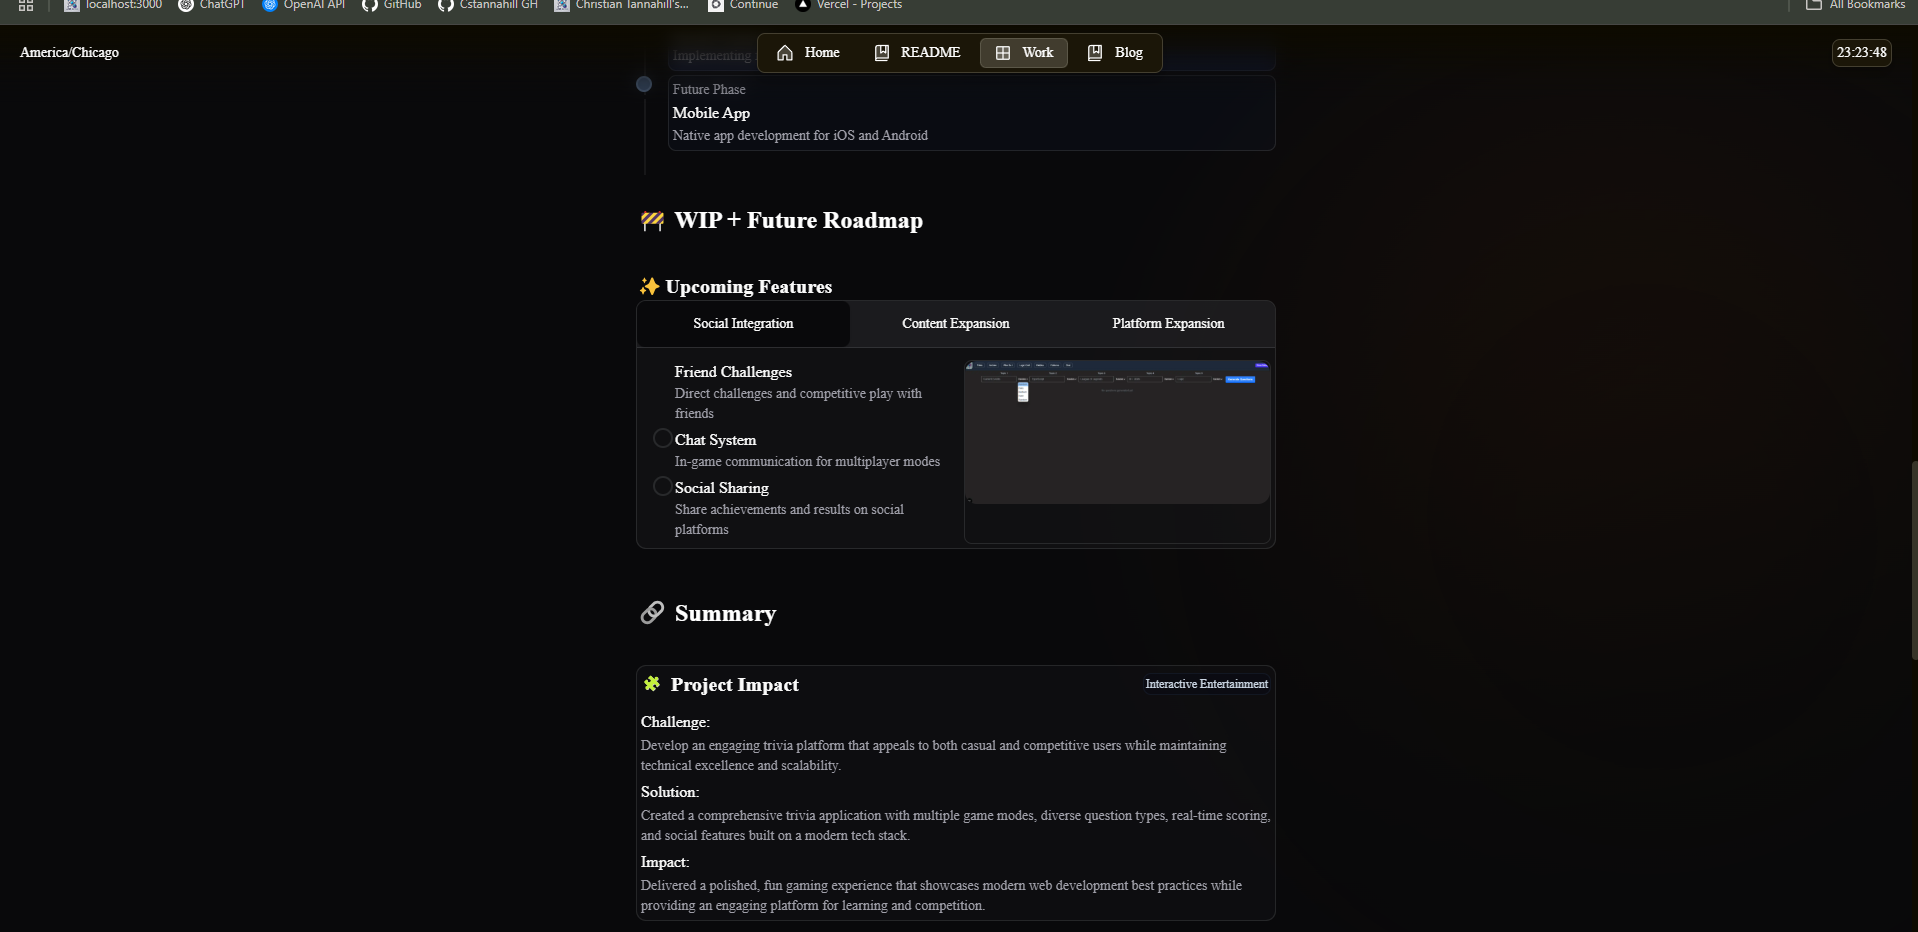 localhost:3000 ChatGPT OpenAI API GitHub Cstannahill GH Christian Tannahill's... Continue Vercel - Projects All Bookmarks
America/Chicago Home README Work Blog 23:23:48
Implementing
Future Phase
Mobile App
Native app development for iOS and Android
🚧 WIP + Future Roadmap
✨ Upcoming Features
Social Integration Content Expansion Platform Expansion
Friend Challenges
Direct challenges and competitive play with
friends
Chat System
In-game communication for multiplayer modes
Social Sharing
Share achievements and results on social
platforms
🔗 Summary
🧩 Project Impact Interactive Entertainment
Challenge:
Develop an engaging trivia platform that appeals to both casual and competitive users while maintaining
technical excellence and scalability.
Solution:
Created a comprehensive trivia application with multiple game modes, diverse question types, real-time scoring,
and social features built on a modern tech stack.
Impact:
Delivered a polished, fun gaming experience that showcases modern web development best practices while
providing an engaging platform for learning and competition.